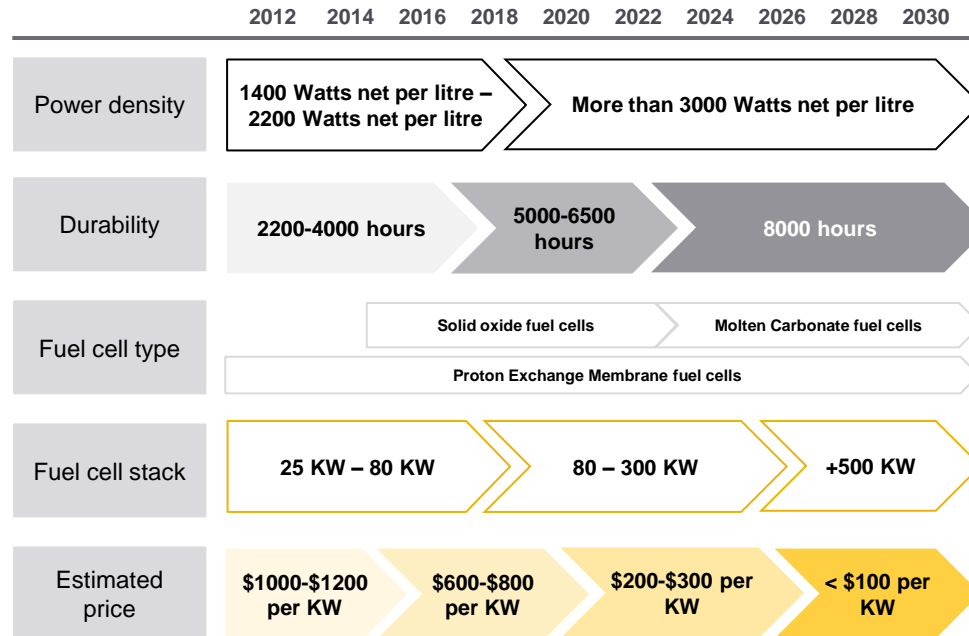 2012 2014 2016 2018 2020 2022 2024 2026 2028 2030
Power density
1400 Watts net per litre –
2200 Watts net per litre
More than 3000 Watts net per litre
Durability
2200-4000 hours
5000-6500
hours
8000 hours
Fuel cell type
Solid oxide fuel cells
Molten Carbonate fuel cells
Proton Exchange Membrane fuel cells
Fuel cell stack
25 KW – 80 KW
80 – 300 KW
+500 KW
Estimated
price
$1000-$1200
per KW
$600-$800
per KW
$200-$300 per
KW
< $100 per
KW